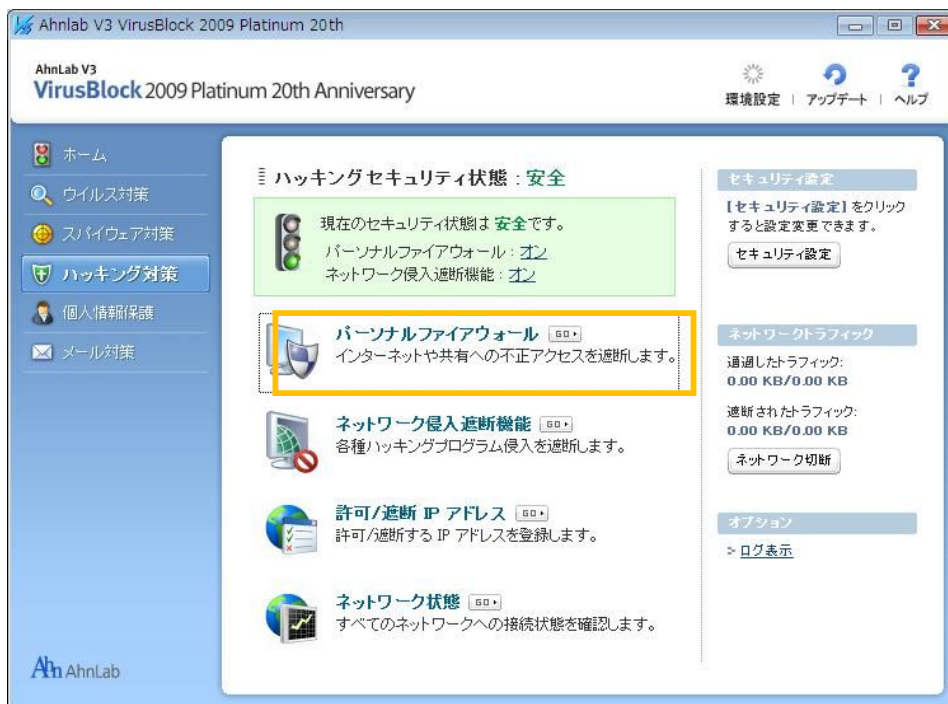 Ahnlab V3 VirusBlock 2009 Platinum 20th
AhnLab V3
VirusBlock 2009 Platinum 20th Anniversary
環境設定 | アップデート | ヘルプ
ホーム
ウイルス対策
スパイウェア対策
ハッキング対策
個人情報保護
メール対策
ハッキングセキュリティ状態 : 安全
現在のセキュリティ状態は 安全です。
パーソナルファイアウォール : オン
ネットワーク侵入遮断機能 : オン
パーソナルファイアウォール GO
インターネットや共有への不正アクセスを遮断します。
ネットワーク侵入遮断機能 GO
各種ハッキングプログラム侵入を遮断します。
許可/遮断 IP アドレス GO
許可/遮断する IP アドレスを登録します。
ネットワーク状態 GO
すべてのネットワークへの接続状態を確認します。
セキュリティ設定
【セキュリティ設定】をクリック
すると設定変更できます。
セキュリティ設定
ネットワークトラフィック
通過したトラフィック:
0.00 KB/0.00 KB
遮断されたトラフィック:
0.00 KB/0.00 KB
ネットワーク切断
オプション
> ログ表示
Ahn AhnLab